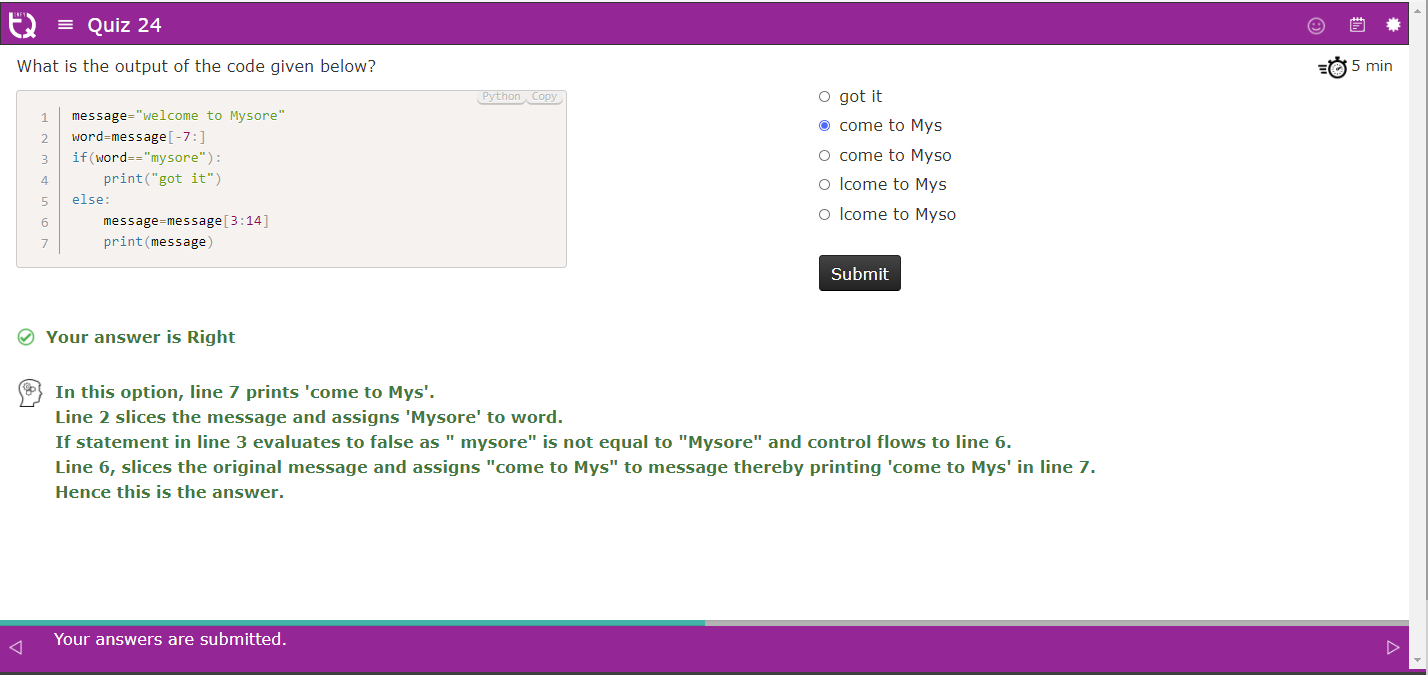 Quiz 24
What is the output of the code given below?
5 min
Python Copy
1 message="welcome to Mysore"
2 word=message[-7:]
3 if(word=="mysore"):
4     print("got it")
5 else:
6     message=message[3:14]
7     print(message)
got it
come to Mys
come to Myso
lcome to Mys
lcome to Myso
Submit
Your answer is Right
In this option, line 7 prints 'come to Mys'.
Line 2 slices the message and assigns 'Mysore' to word.
If statement in line 3 evaluates to false as " mysore" is not equal to "Mysore" and control flows to line 6.
Line 6, slices the original message and assigns "come to Mys" to message thereby printing 'come to Mys' in line 7.
Hence this is the answer.
Your answers are submitted.